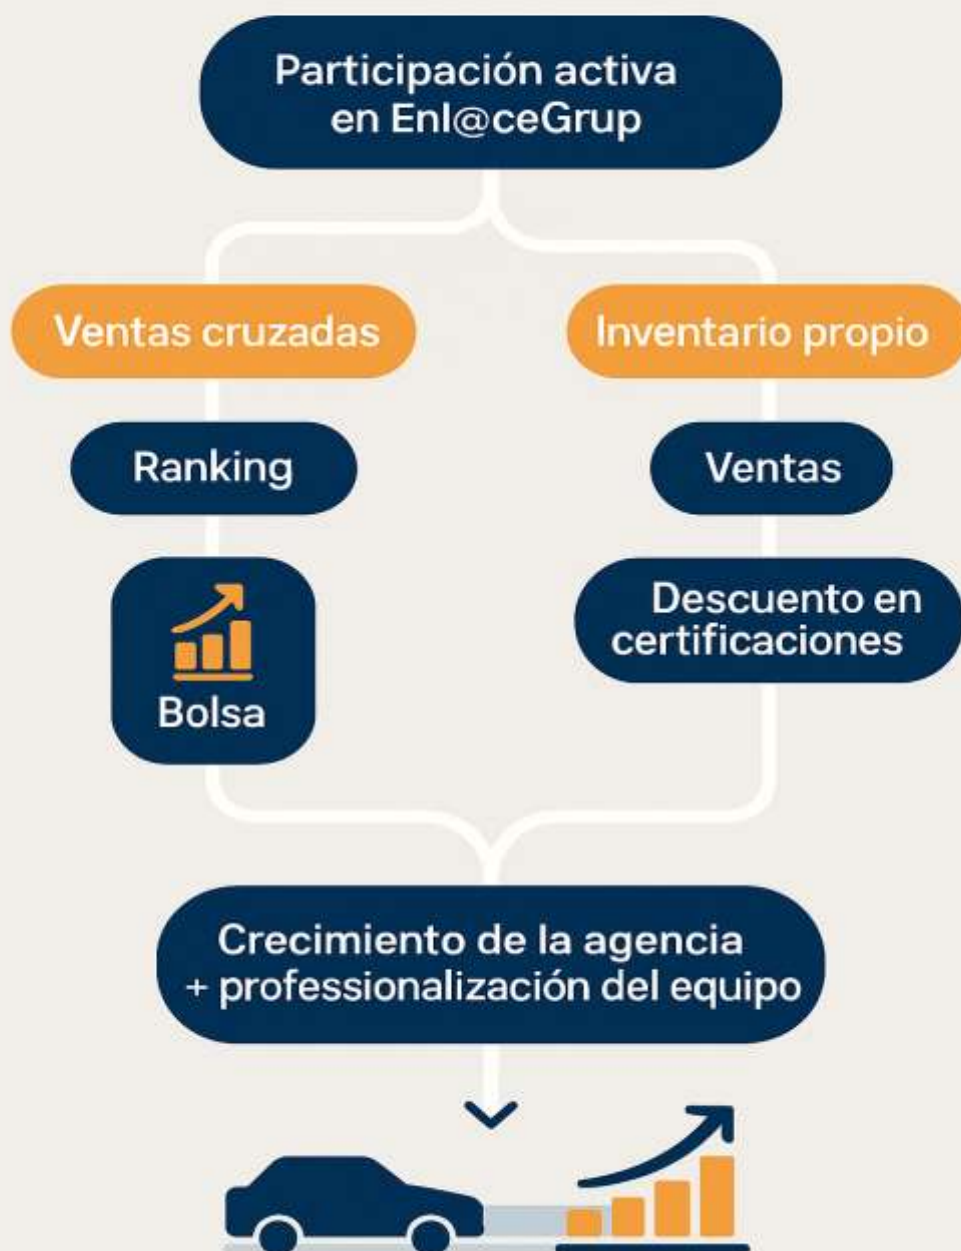 Participación activa
en Enl@ceGrup
Ventas cruzadas
Inventario propio
Ranking
Ventas
Bolsa
Descuento en
certificaciones
Crecimiento de la agencia
+ professionalización del equipo